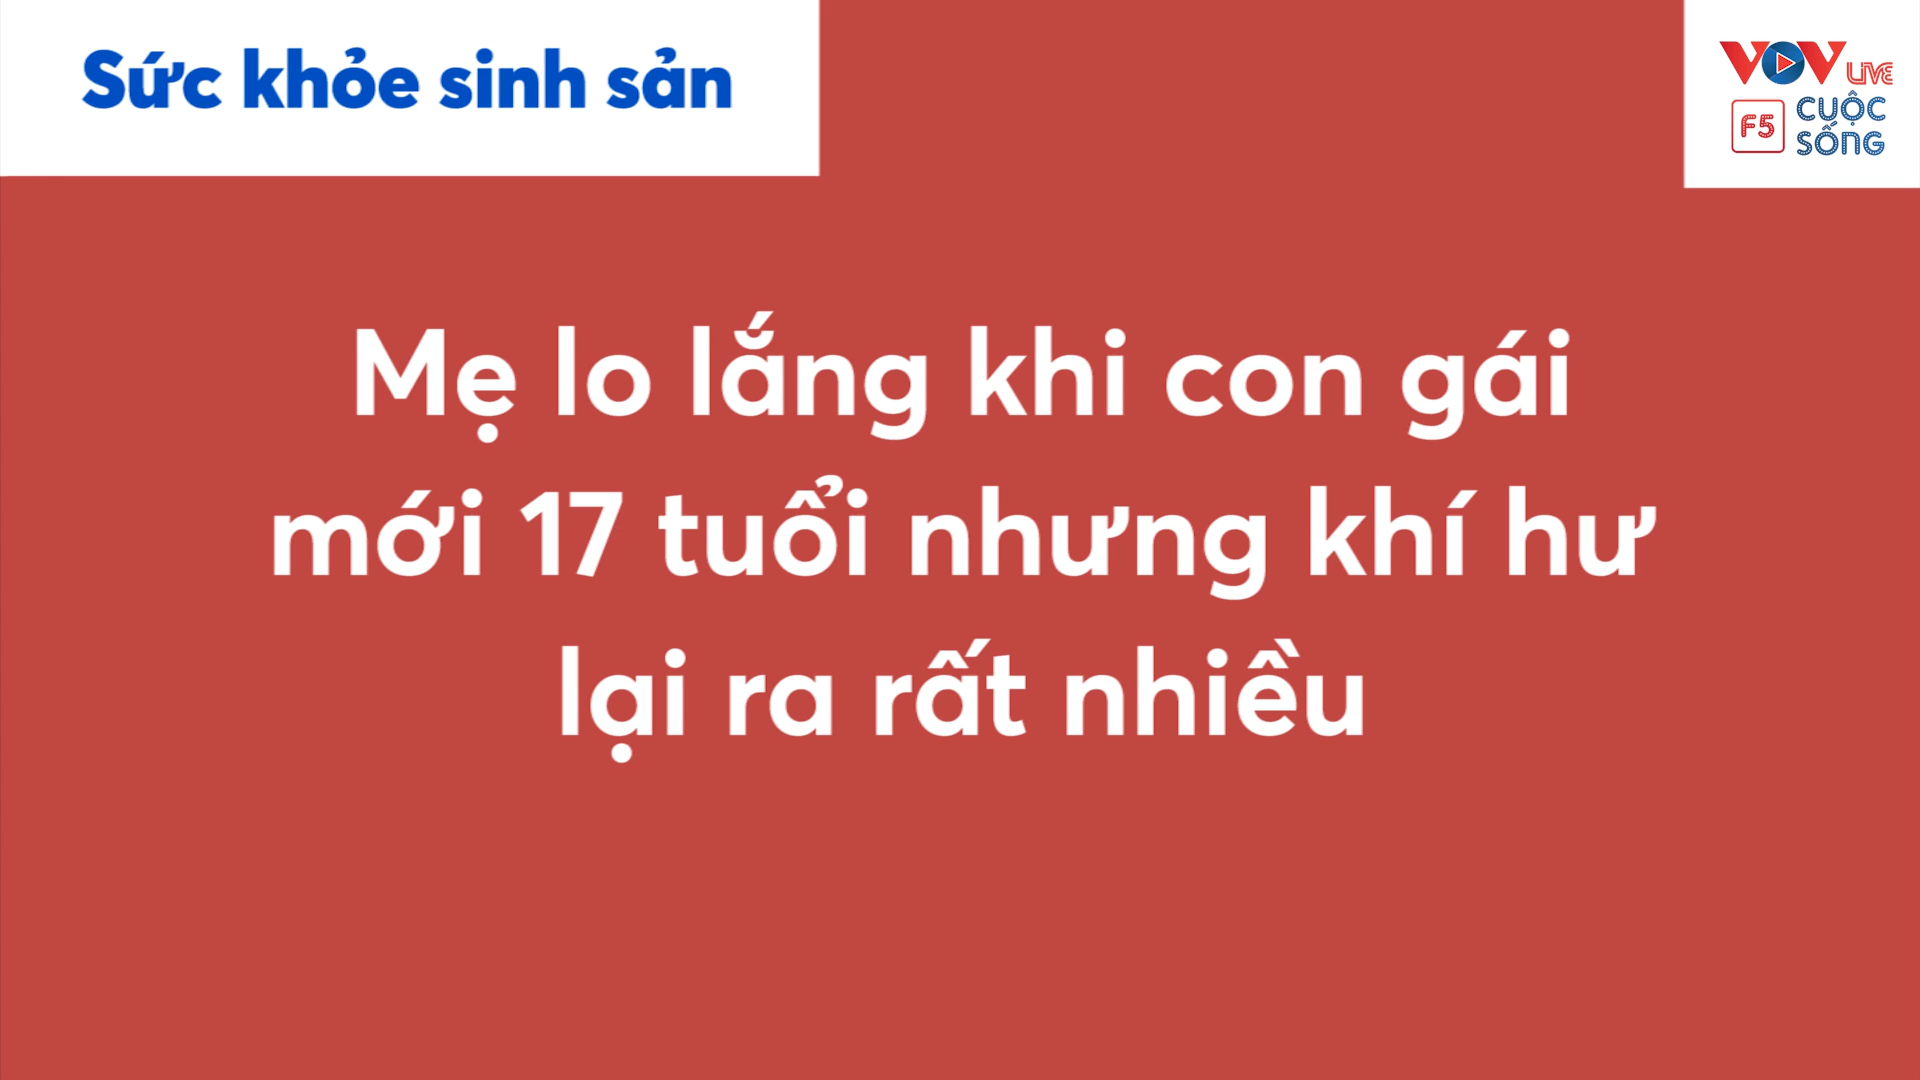 Sức khỏe sinh sản
VOV LIVE
F5 CUỘC SỐNG
Mẹ lo lắng khi con gái
mới 17 tuổi nhưng khí hư
lại ra rất nhiều